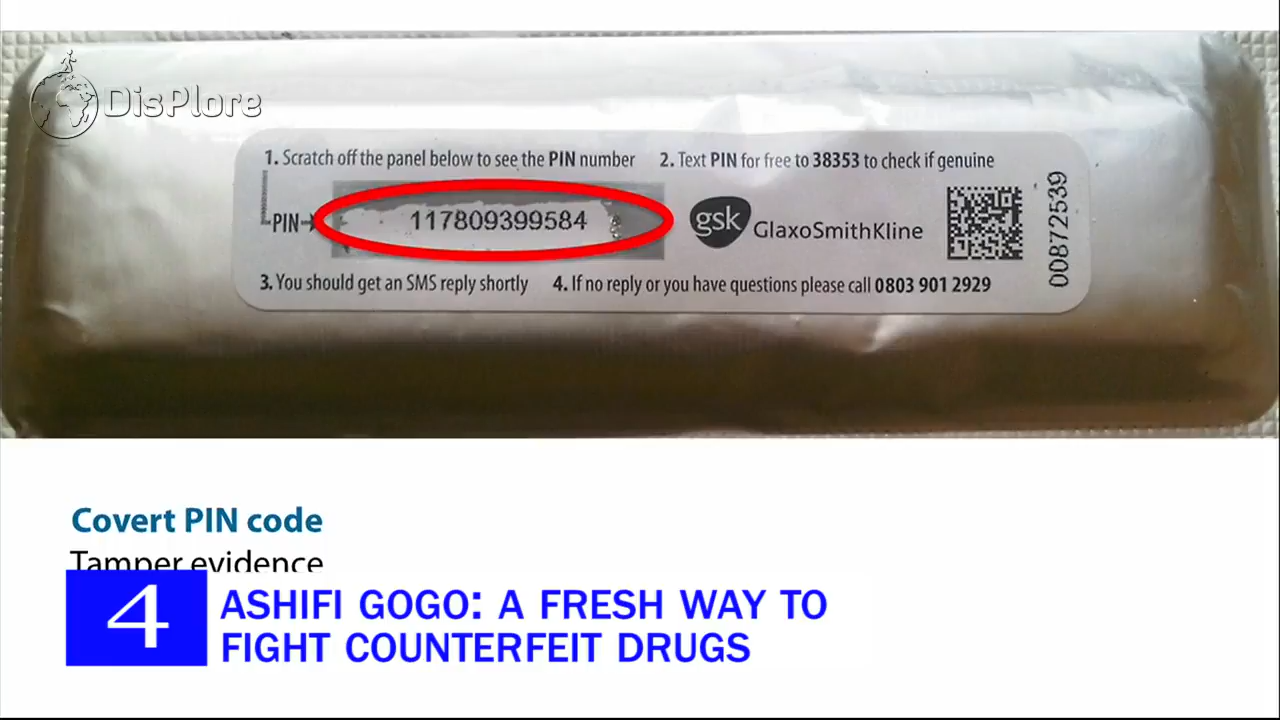 DisPlore
1. Scratch off the panel below to see the PIN number 2. Text PIN for free to 38353 to check if genuine
PIN 117809399584
gsk GlaxoSmithKline
00872539
3. You should get an SMS reply shortly 4. If no reply or you have questions please call 0803 901 2929
Covert PIN code
Tamper evidence
4 ASHIFI GOGO: A FRESH WAY TO
FIGHT COUNTERFEIT DRUGS